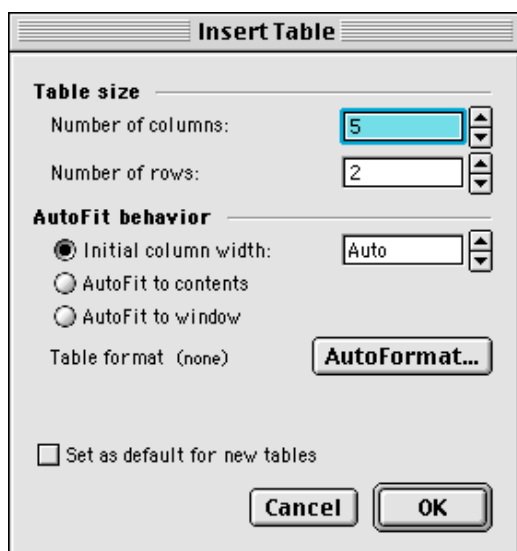 Insert Table
Table size
Number of columns: 5
Number of rows: 2
AutoFit behavior
Initial column width: Auto
AutoFit to contents
AutoFit to window
Table format (none) AutoFormat...
Set as default for new tables
Cancel OK